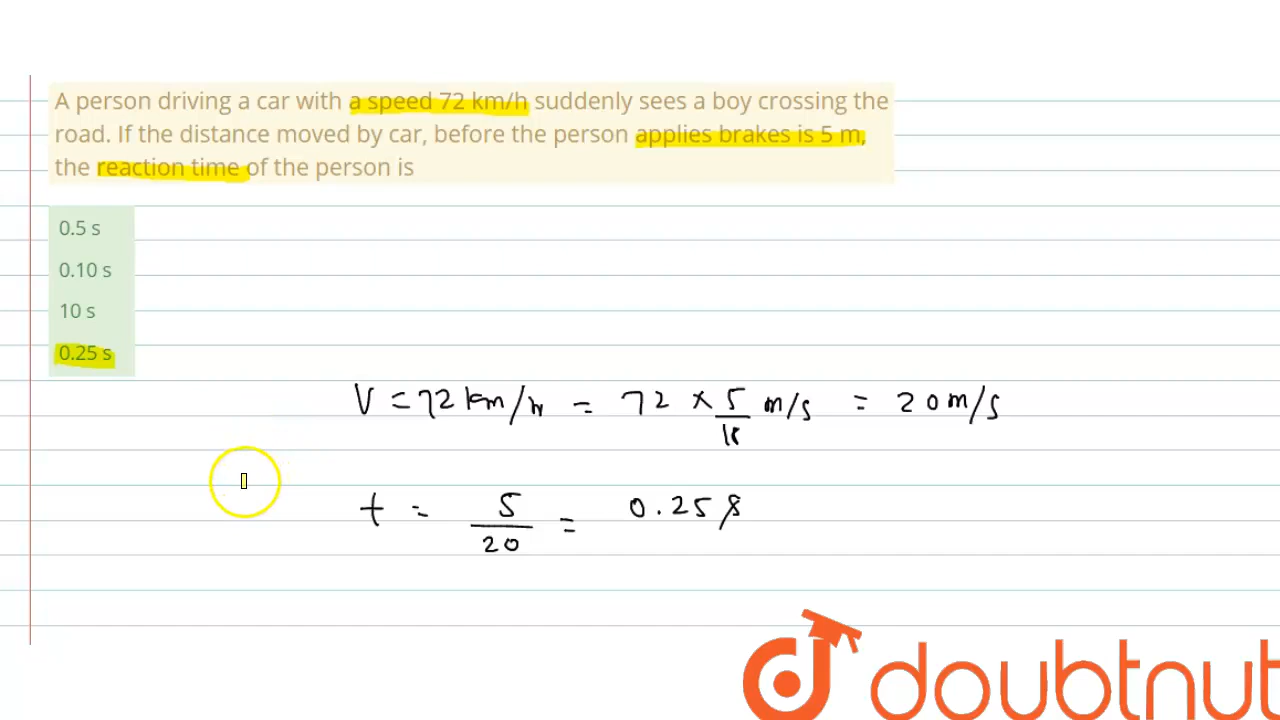 A person driving a car with a speed 72 km/h suddenly sees a boy crossing the
road. If the distance moved by car, before the person applies brakes is 5 m,
the reaction time of the person is
0.5 s
0.10 s
10 s
0.25 s
V = 72 km/h = 72 × 5/18 m/s = 20 m/s
t = 5/20 = 0.25 s
doubtnut